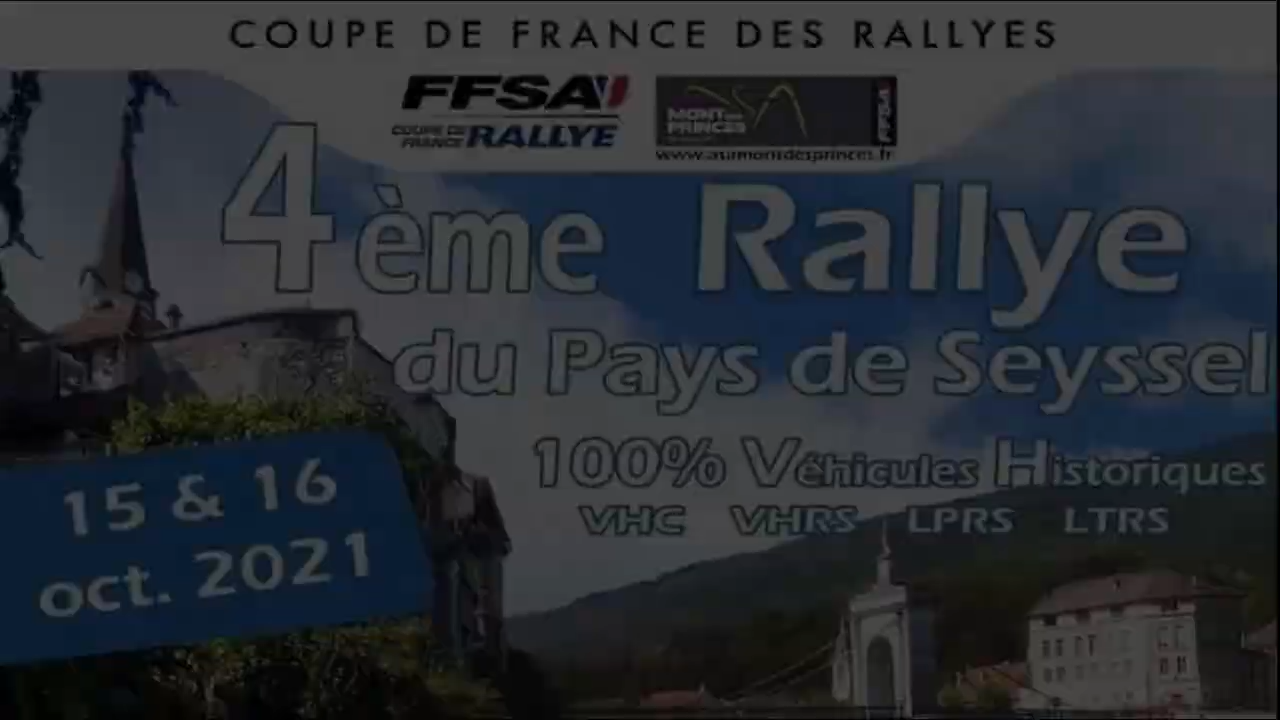 COUPE DE FRANCE DES RALLYES
FFSA
COUPE DE FRANCE RALLYE
MONT DES PRINCES
FFSA
www.asamontdesprinces.fr
4ème Rallye
du Pays de Seyssel
100% Véhicules Historiques
VHC VHRS LPRS LTRS
15 & 16
oct. 2021